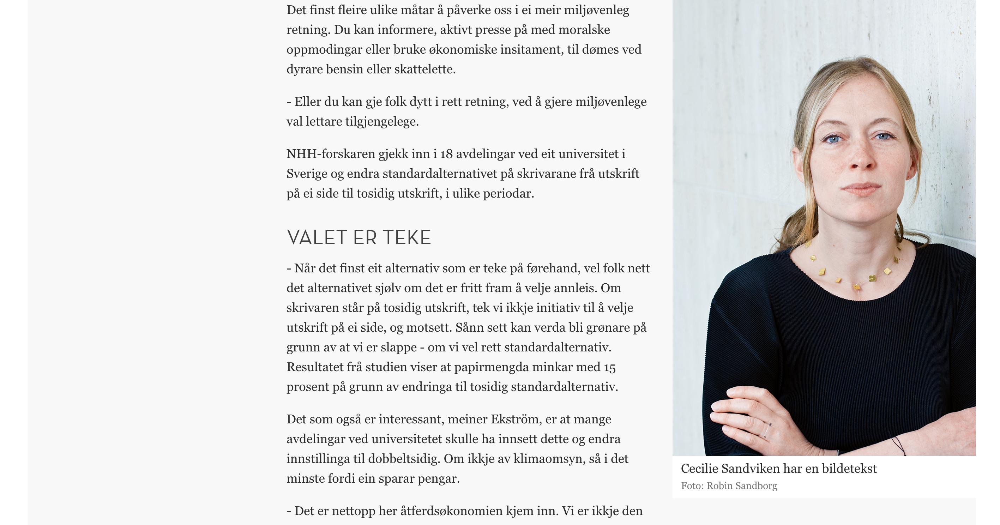 Det finst fleire ulike måtar å påverke oss i ei meir miljøvenleg
retning. Du kan informere, aktivt presse på med moralske
oppmodingar eller bruke økonomiske insitament, til dømes ved
dyrare bensin eller skattelette.
- Eller du kan gje folk dytt i rett retning, ved å gjere miljøvenlege
val lettare tilgjengelege.
NHH-forskaren gjekk inn i 18 avdelingar ved eit universitet i
Sverige og endra standardalternativet på skrivarane frå utskrift
på ei side til tosidig utskrift, i ulike periodar.
VALET ER TEKE
- Når det finst eit alternativ som er teke på førehand, vel folk nett
det alternativet sjølv om det er fritt fram å velje annleis. Om
skrivaren står på tosidig utskrift, tek vi ikkje initiativ til å velje
utskrift på ei side, og motsett. Sånn sett kan verda bli grønare på
grunn av at vi er slappe - om vi vel rett standardalternativ.
Resultatet frå studien viser at papirmengda minkar med 15
prosent på grunn av endringa til tosidig standardalternativ.
Det som også er interessant, meiner Ekström, er at mange
avdelingar ved universitetet skulle ha innsett dette og endra
innstillinga til dobbeltsidig. Om ikkje av klimaomsyn, så i det
minste fordi ein sparar pengar.
- Det er nettopp her åtferdsøkonomien kjem inn. Vi er ikkje den
Cecilie Sandviken har en bildetekst
Foto: Robin Sandborg